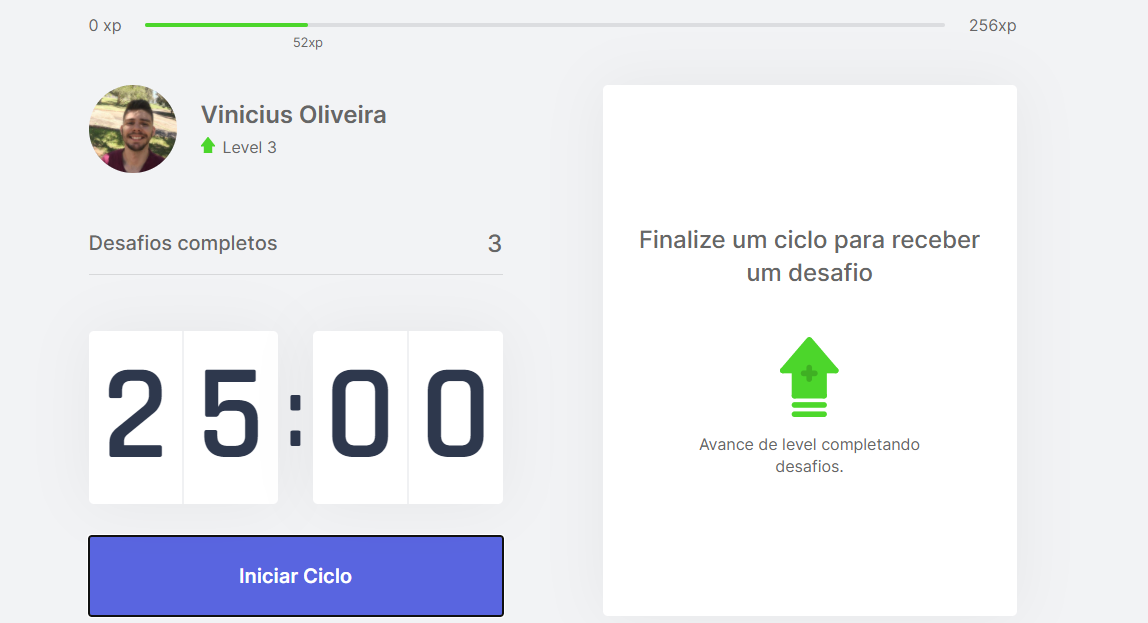 0 xp
256xp
52xp
Vinicius Oliveira
Level 3
Desafios completos 3
25:00
Iniciar Ciclo
Finalize um ciclo para receber
um desafio
Avance de level completando
desafios.